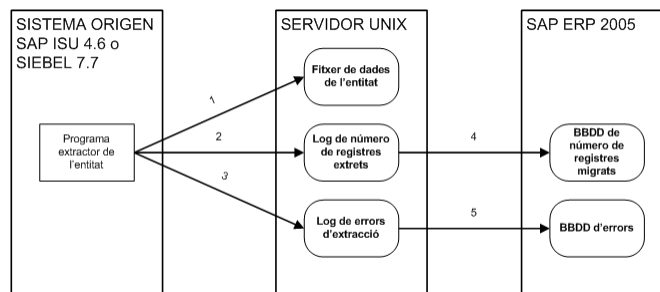 SISTEMA ORIGEN
SAP ISU 4.6 o
SIEBEL 7.7
Programa
extractor de
l'entitat
1
2
3
SERVIDOR UNIX
Fitxer de dades
de l'entitat
Log de número
de registres
extrets
Log de errors
d'extracció
4
5
SAP ERP 2005
BBDD de
número de
registres
migrats
BBDD d'errors